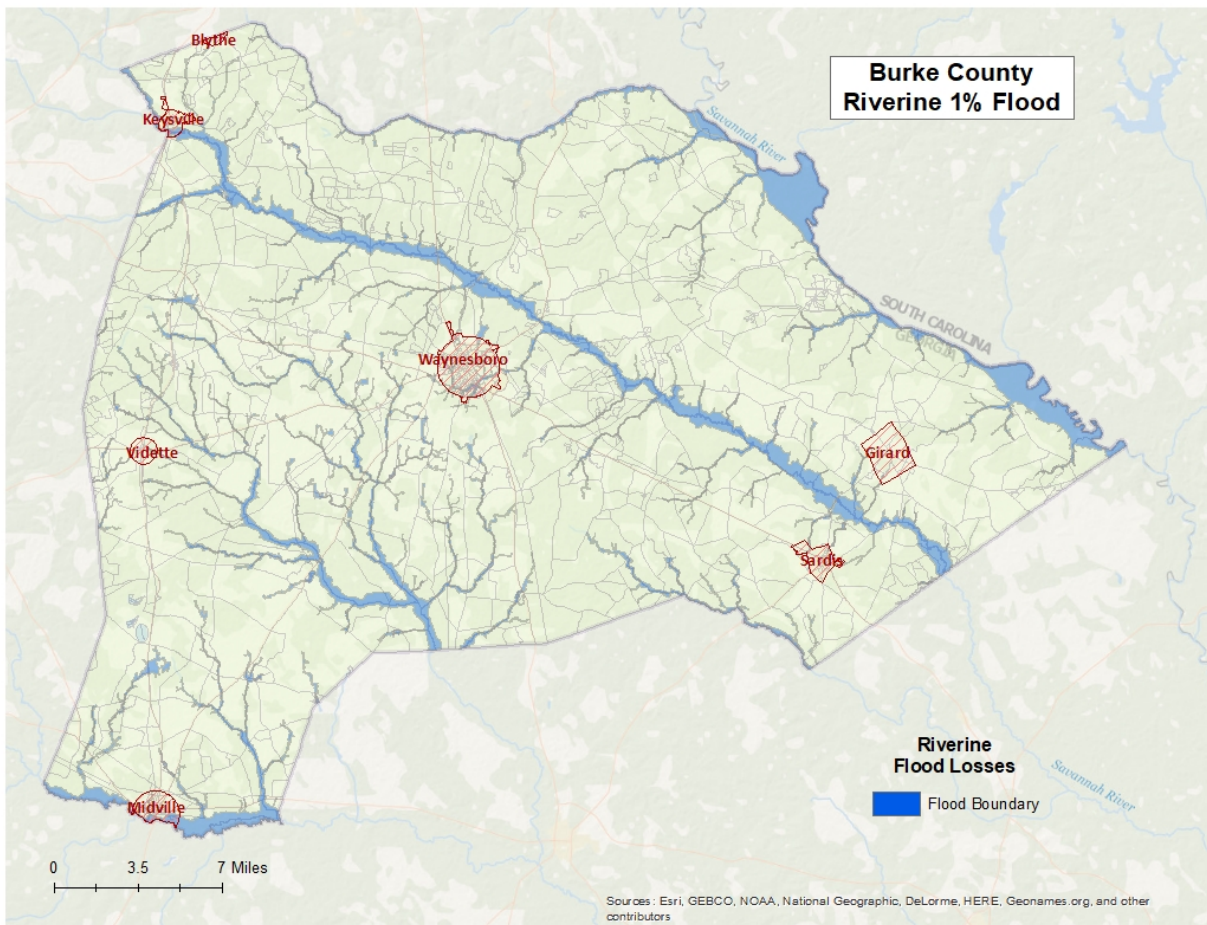 Burke County
Riverine 1% Flood
Blythe
Keysville
Savannah River
SOUTH CAROLINA
GEORGIA
Waynesboro
Vidette
Girard
Sardis
Midville
Riverine
Flood Losses
Flood Boundary
Savannah River
0 3.5 7 Miles
Sources: Esri, GEBCO, NOAA, National Geographic, DeLorme, HERE, Geonames.org, and other
contributors